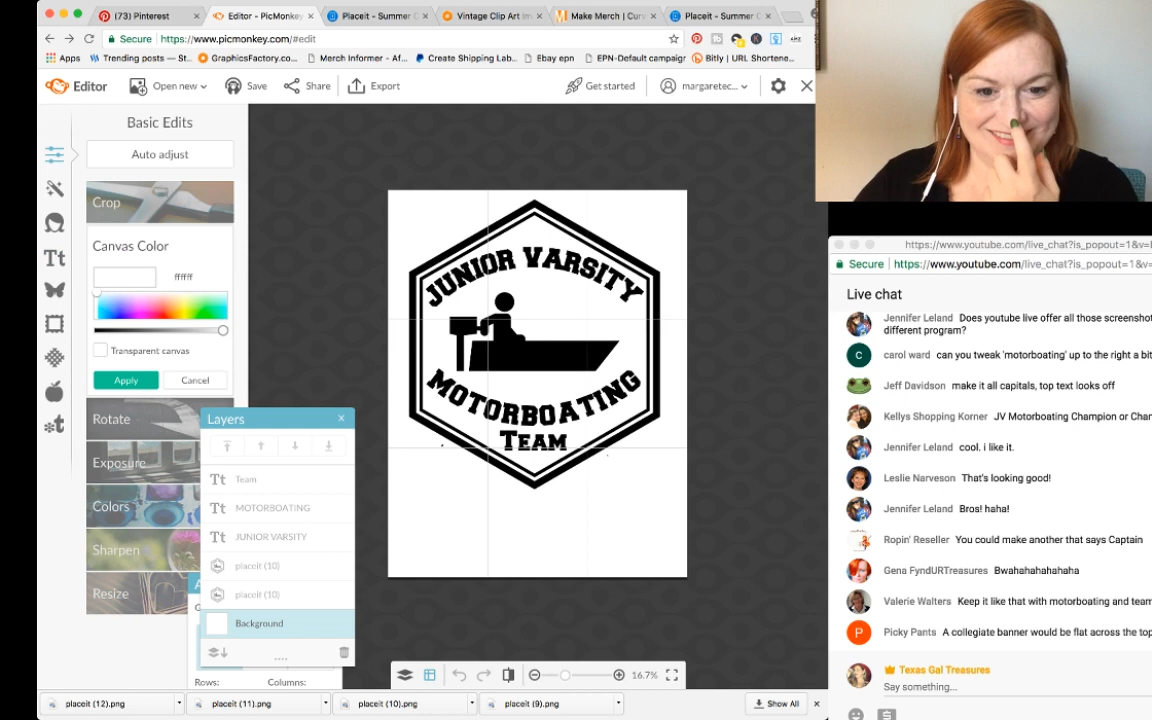 (73) Pinterest
Editor - PicMonkey
Placeit - Summer
Vintage Clip Art Im
Make Merch | Cur
Placeit - Summer
Secure
https://www.picmonkey.com/#edit
Apps
Trending posts — St...
GraphicsFactory.co...
Merch Informer - Af...
Create Shipping Lab...
Ebay epn
EPN-Default campaign
Bitly | URL Shortene...
Editor
Open new
Save
Share
Export
Get started
margaretec...
Basic Edits
Auto adjust
Crop
Canvas Color
ffffff
Transparent canvas
Apply
Cancel
Rotate
Exposure
Colors
Sharpen
Resize
Layers
Tt Team
Tt MOTORBOATING
Tt JUNIOR VARSITY
placeit (10)
placeit (10)
Background
Rows:
Columns:
JUNIOR VARSITY
MOTORBOATING
TEAM
16.7%
https://www.youtube.com/live_chat?is_popout=1&v=
Secure
https://www.youtube.com/live_chat?is_popout=1&v=
Live chat
Jennifer Leland Does youtube live offer all those screenshot
different program?
carol ward can you tweak 'motorboating' up to the right a bit
Jeff Davidson make it all capitals, top text looks off
Kellys Shopping Korner JV Motorboating Champion or Cham
Jennifer Leland cool. i like it.
Leslie Narveson That's looking good!
Jennifer Leland Bros! haha!
Ropin' Reseller You could make another that says Captain
Gena FyndURTreasures Bwahahahahaha
Valerie Walters Keep it like that with motorboating and team
Picky Pants A collegiate banner would be flat across the top
Texas Gal Treasures
Say something...
placeit (12).png
placeit (11).png
placeit (10).png
placeit (9).png
Show All